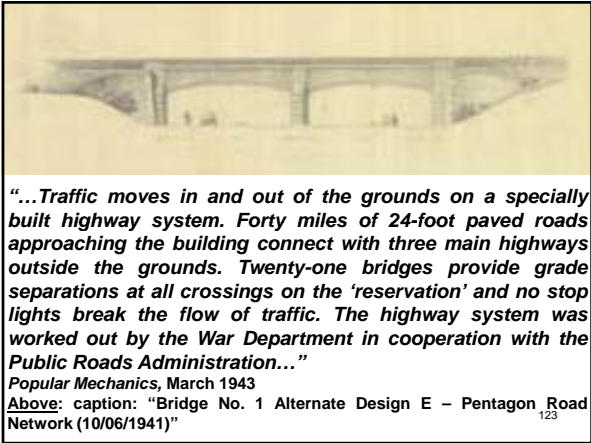 “…Traffic moves in and out of the grounds on a specially
built highway system. Forty miles of 24-foot paved roads
approaching the building connect with three main highways
outside the grounds. Twenty-one bridges provide grade
separations at all crossings on the ‘reservation’ and no stop
lights break the flow of traffic. The highway system was
worked out by the War Department in cooperation with the
Public Roads Administration…”
Popular Mechanics, March 1943
Above: caption: “Bridge No. 1 Alternate Design E – Pentagon Road
Network (10/06/1941)”
123